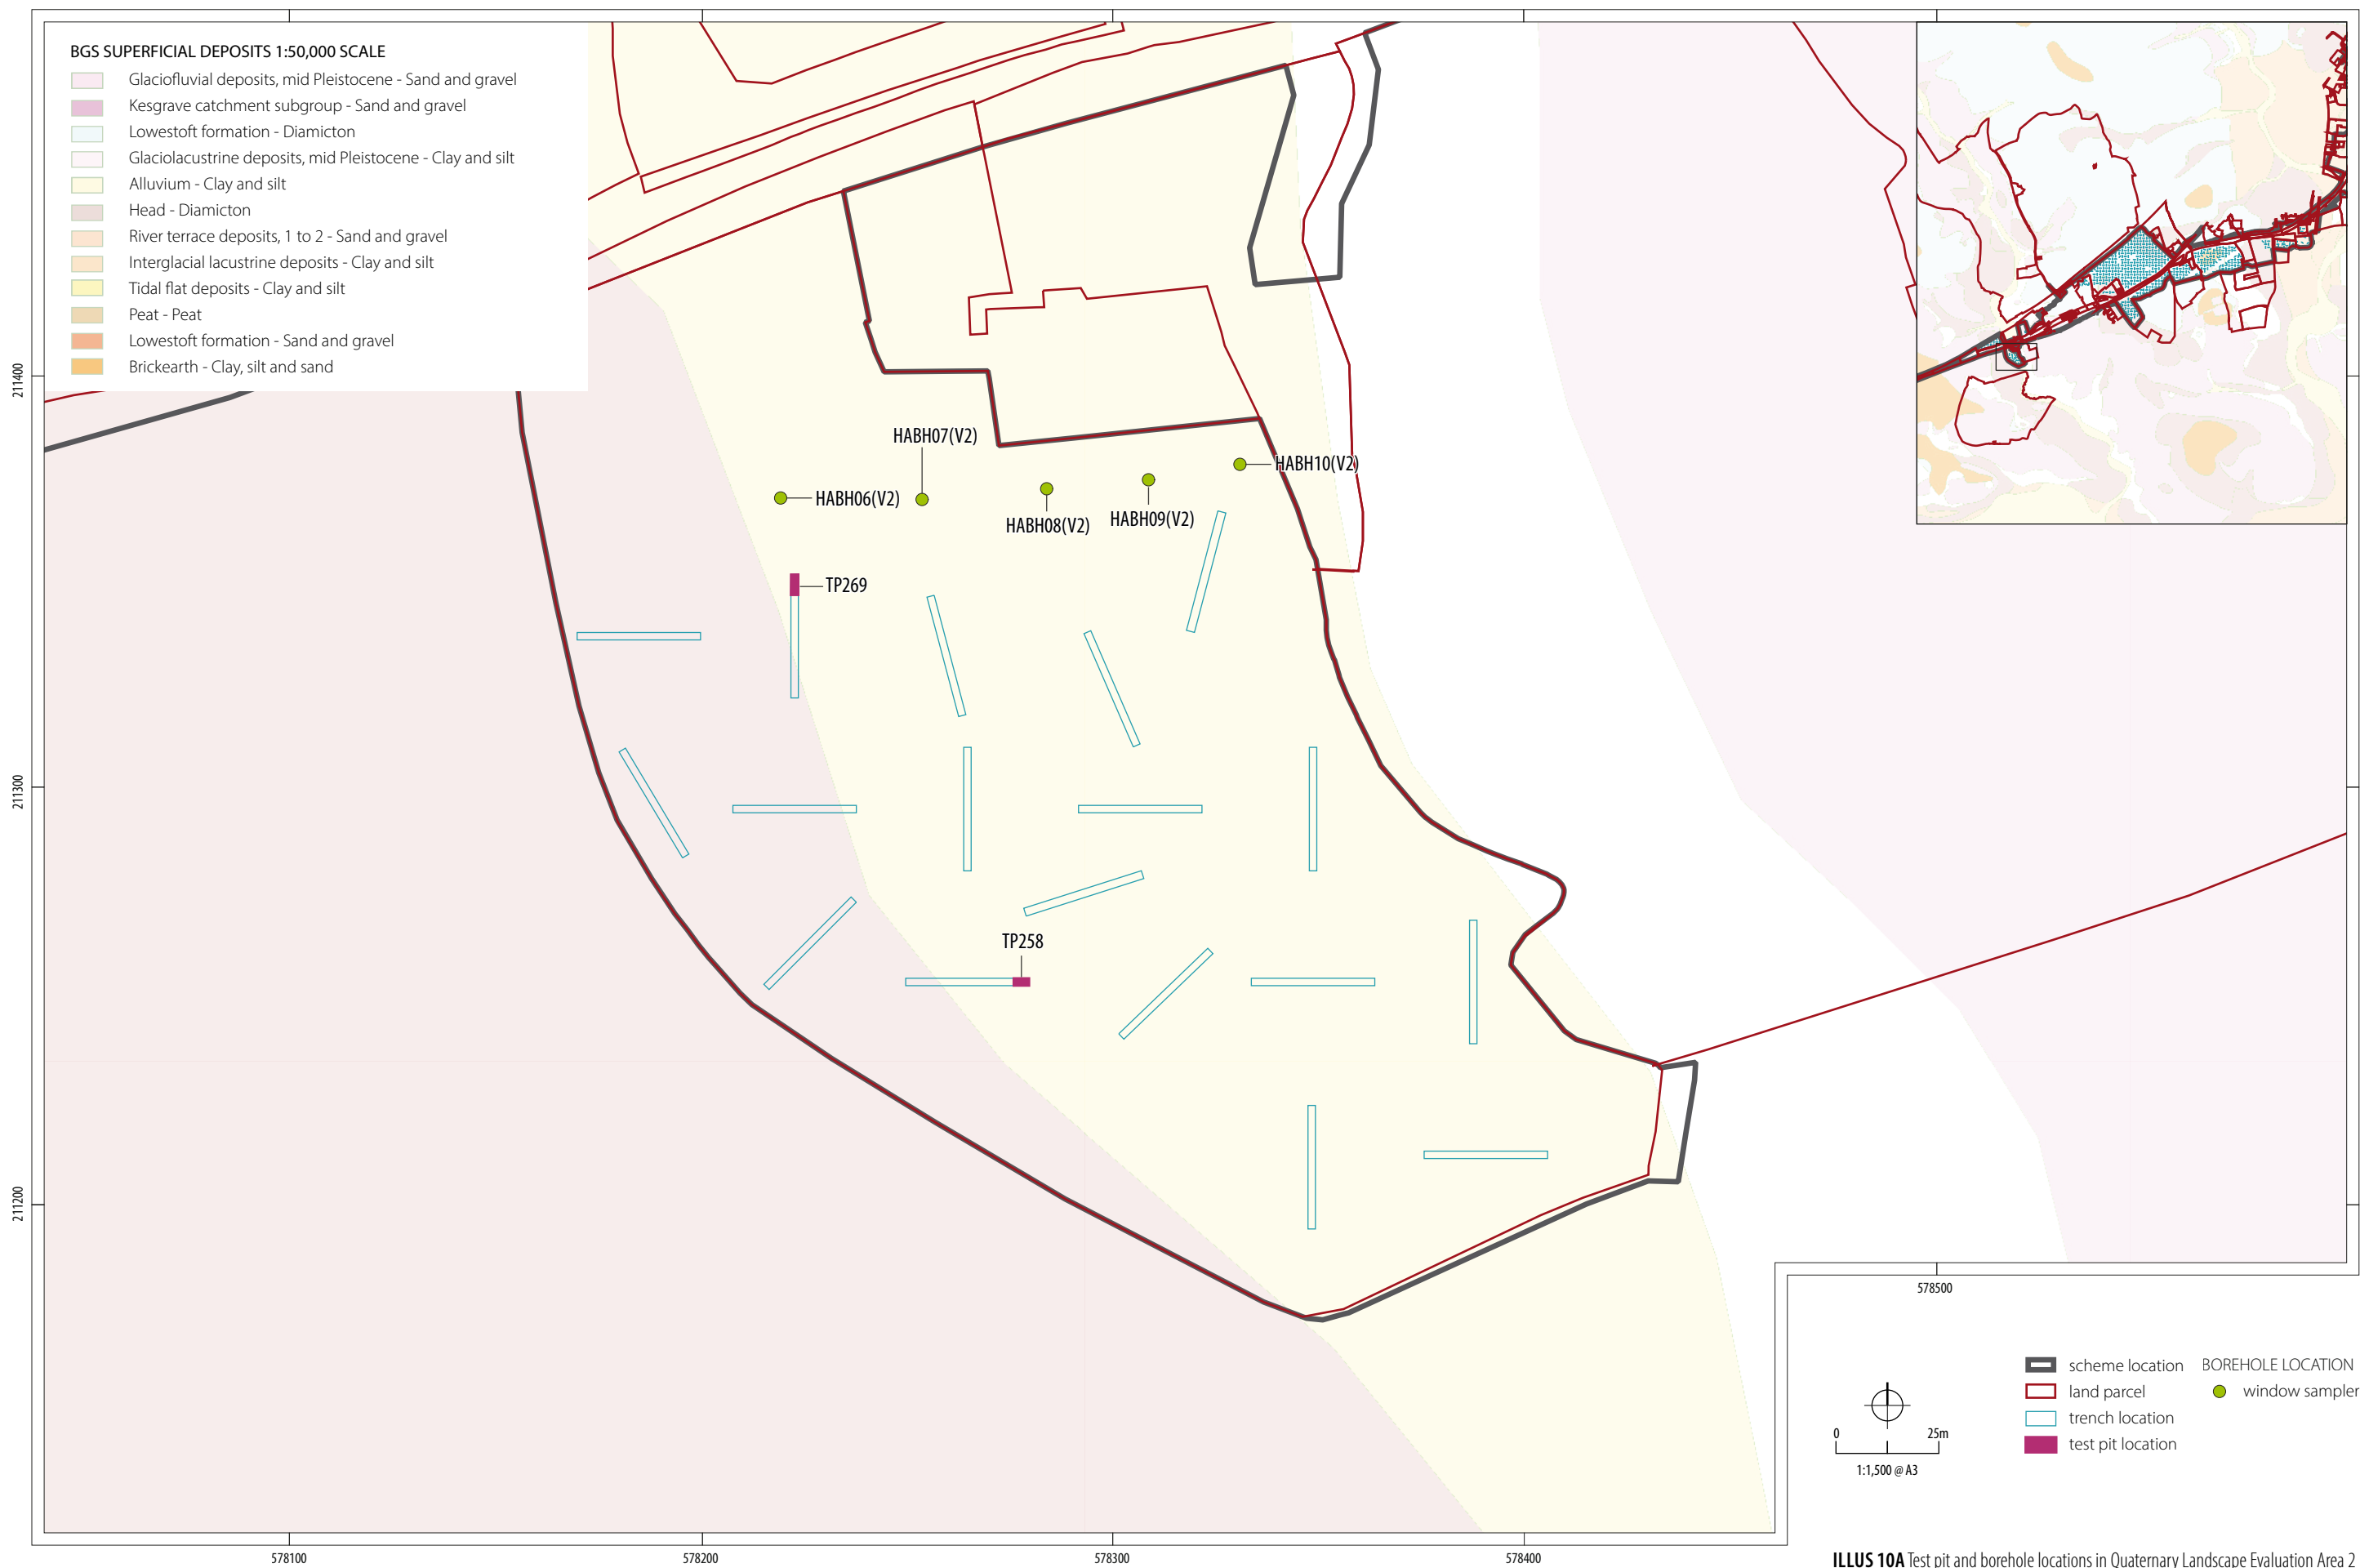 BGS SUPERFICIAL DEPOSITS 1:50,000 SCALE
Glaciofluvial deposits, mid Pleistocene - Sand and gravel
Kesgrave catchment subgroup - Sand and gravel
Lowestoft formation - Diamicton
Glaciolacustrine deposits, mid Pleistocene - Clay and silt
Alluvium - Clay and silt
Head - Diamicton
River terrace deposits, 1 to 2 - Sand and gravel
Interglacial lacustrine deposits - Clay and silt
Tidal flat deposits - Clay and silt
Peat - Peat
Lowestoft formation - Sand and gravel
Brickearth - Clay, silt and sand
211400
HABH07(V2)
HABH10(V2)
HABH06(V2)
HABH09(V2)
HABH08(V2)
TP269
211300
TP258
211200
578500
scheme location
BOREHOLE LOCATION
land parcel
window sampler
trench location
test pit location
0 25m
1:1,500 @ A3
578100
578200
578300
578400
ILLUS 10A Test pit and borehole locations in Quaternary Landscape Evaluation Area 2